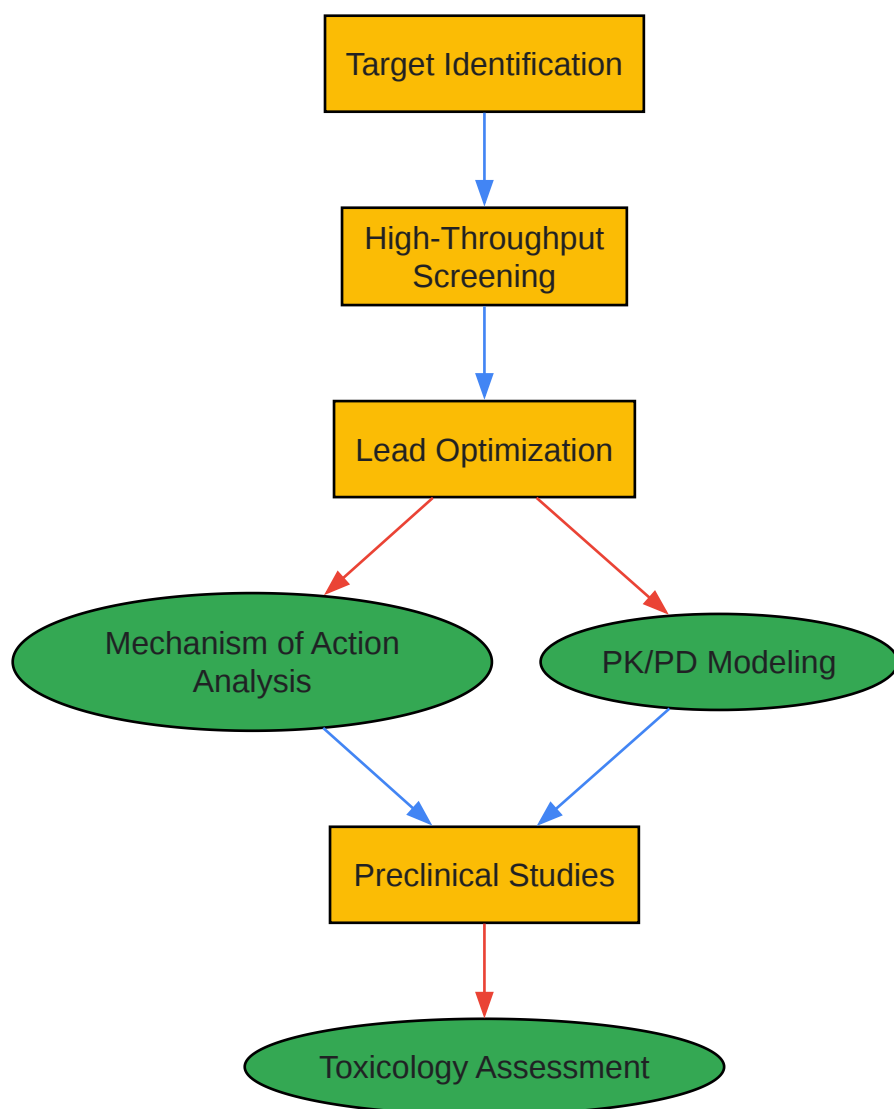 Target Identification
High-Throughput
Screening
Lead Optimization
Mechanism of Action
Analysis
PK/PD Modeling
Preclinical Studies
Toxicology Assessment